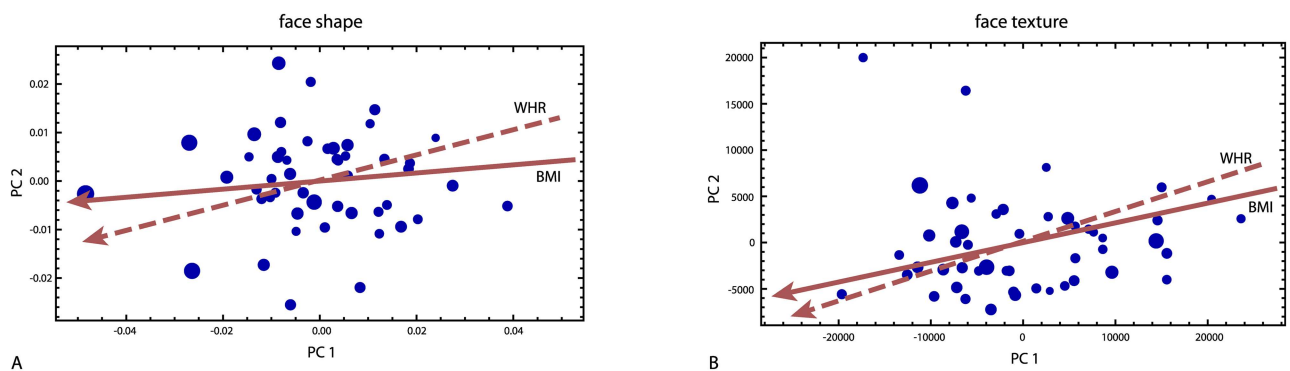 face shape
PC 2
0.02
0.01
0.00
-0.01
-0.02
WHR
BMI
-0.04
-0.02
0.00
0.02
0.04
PC 1
A
face texture
PC 2
20000
15000
10000
5000
0
-5000
WHR
BMI
-20000
-10000
0
10000
20000
PC 1
B